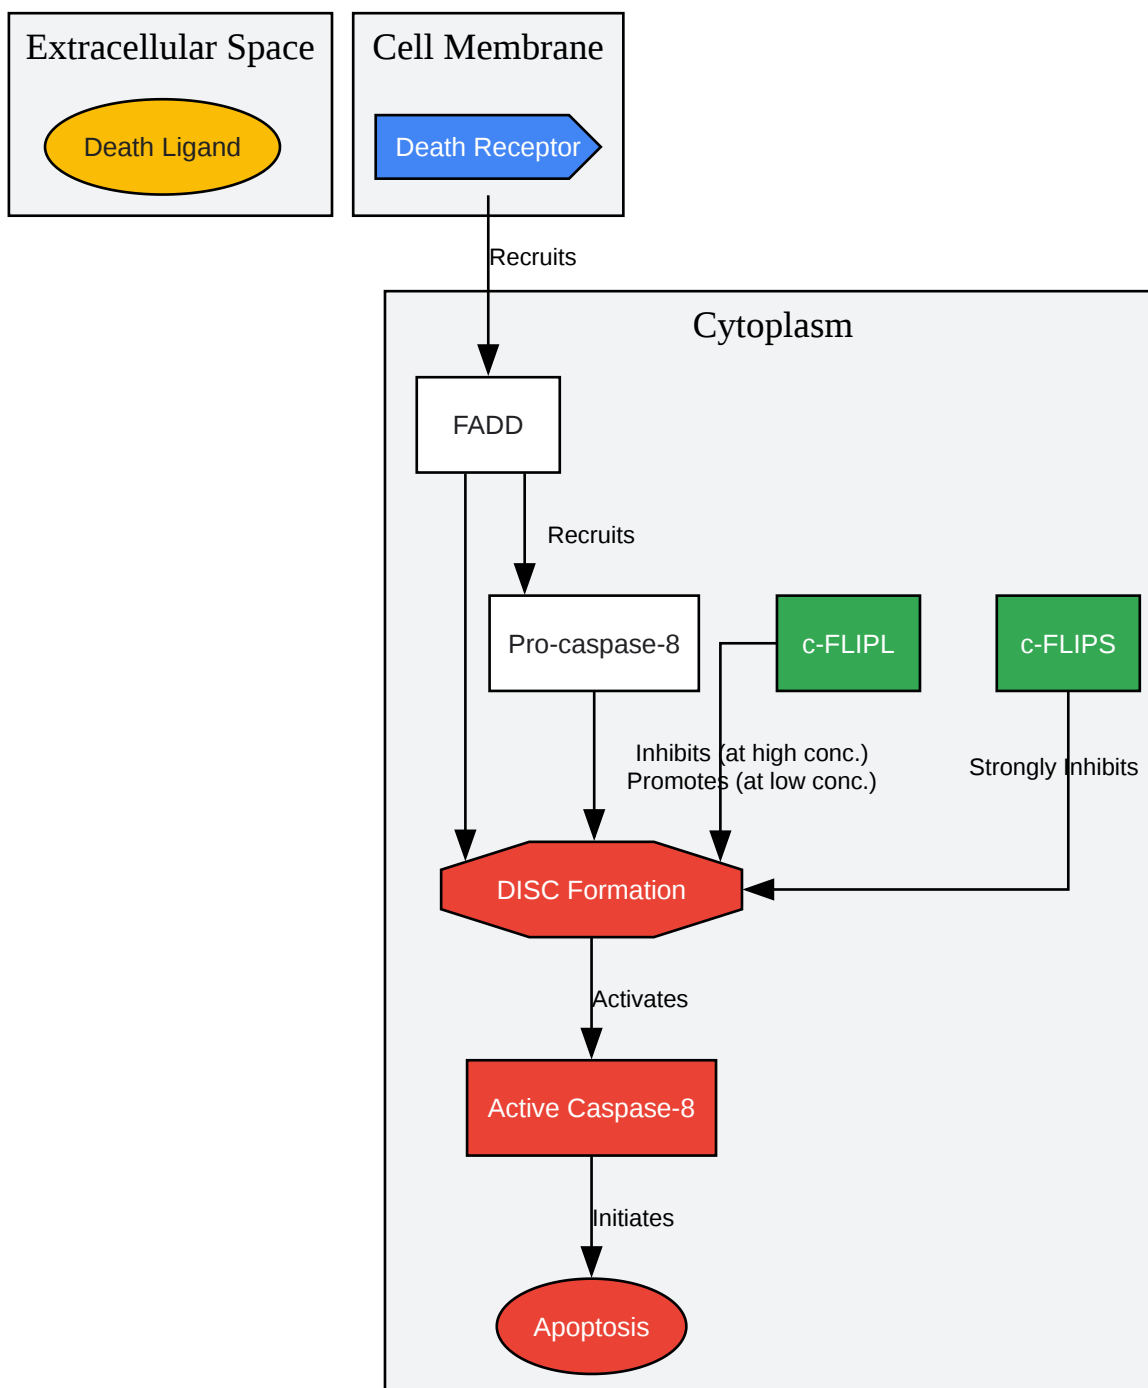 Extracellular Space
Cell Membrane
Death Ligand
Death Receptor
Recruits
Cytoplasm
FADD
Recruits
Pro-caspase-8
c-FLIPL
c-FLIPS
Inhibits (at high conc.)
Promotes (at low conc.)
Strongly Inhibits
DISC Formation
Activates
Active Caspase-8
Initiates
Apoptosis